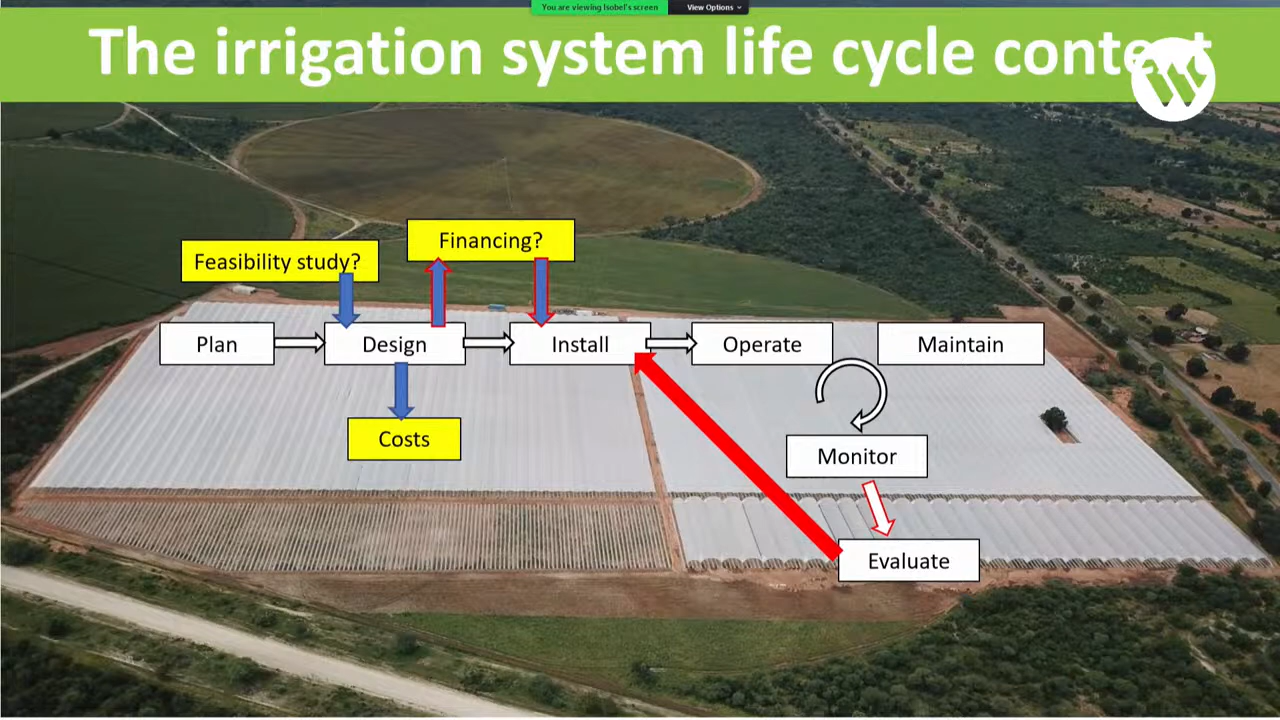 You are viewing Isobel's screen
View Options
The irrigation system life cycle context
Financing?
Feasibility study?
Plan
Design
Install
Operate
Maintain
Costs
Monitor
Evaluate